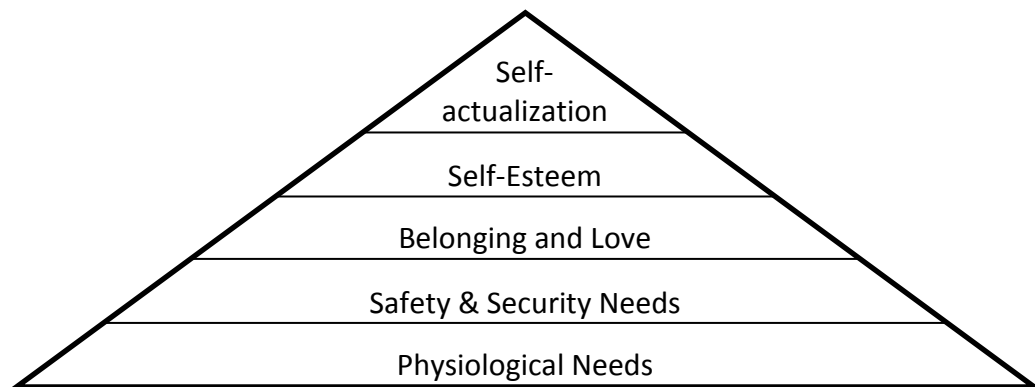 Self-
actualization
Self-Esteem
Belonging and Love
Safety & Security Needs
Physiological Needs